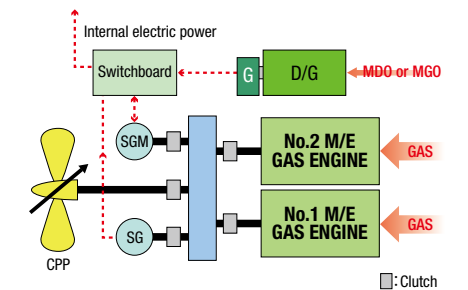 Internal electric power
Switchboard
G
D/G
MDO or MGO
SGM
No.2 M/E
GAS ENGINE
GAS
No.1 M/E
GAS ENGINE
GAS
SG
CPP
: Clutch